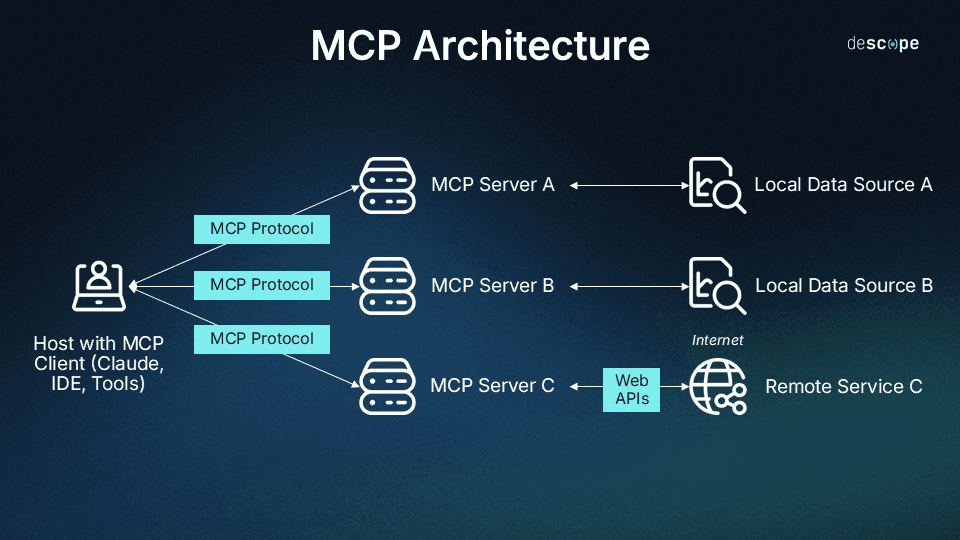 MCP Architecture
descope
MCP Server A
Local Data Source A
MCP Protocol
MCP Protocol
MCP Server B
Local Data Source B
MCP Protocol
Host with MCP
Client (Claude,
IDE, Tools)
Internet
MCP Server C
Web
APIs
Remote Service C